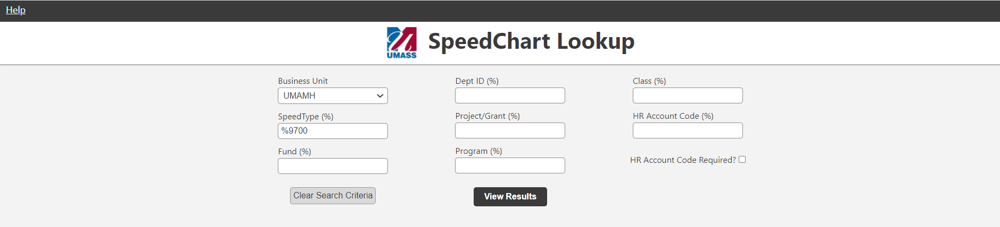 Help
UMASS
SpeedChart Lookup
Business Unit
UMAMH
Dept ID (%)
Class (%)
SpeedType (%)
%9700
Project/Grant (%)
HR Account Code (%)
Fund (%)
Program (%)
HR Account Code Required?
Clear Search Criteria
View Results